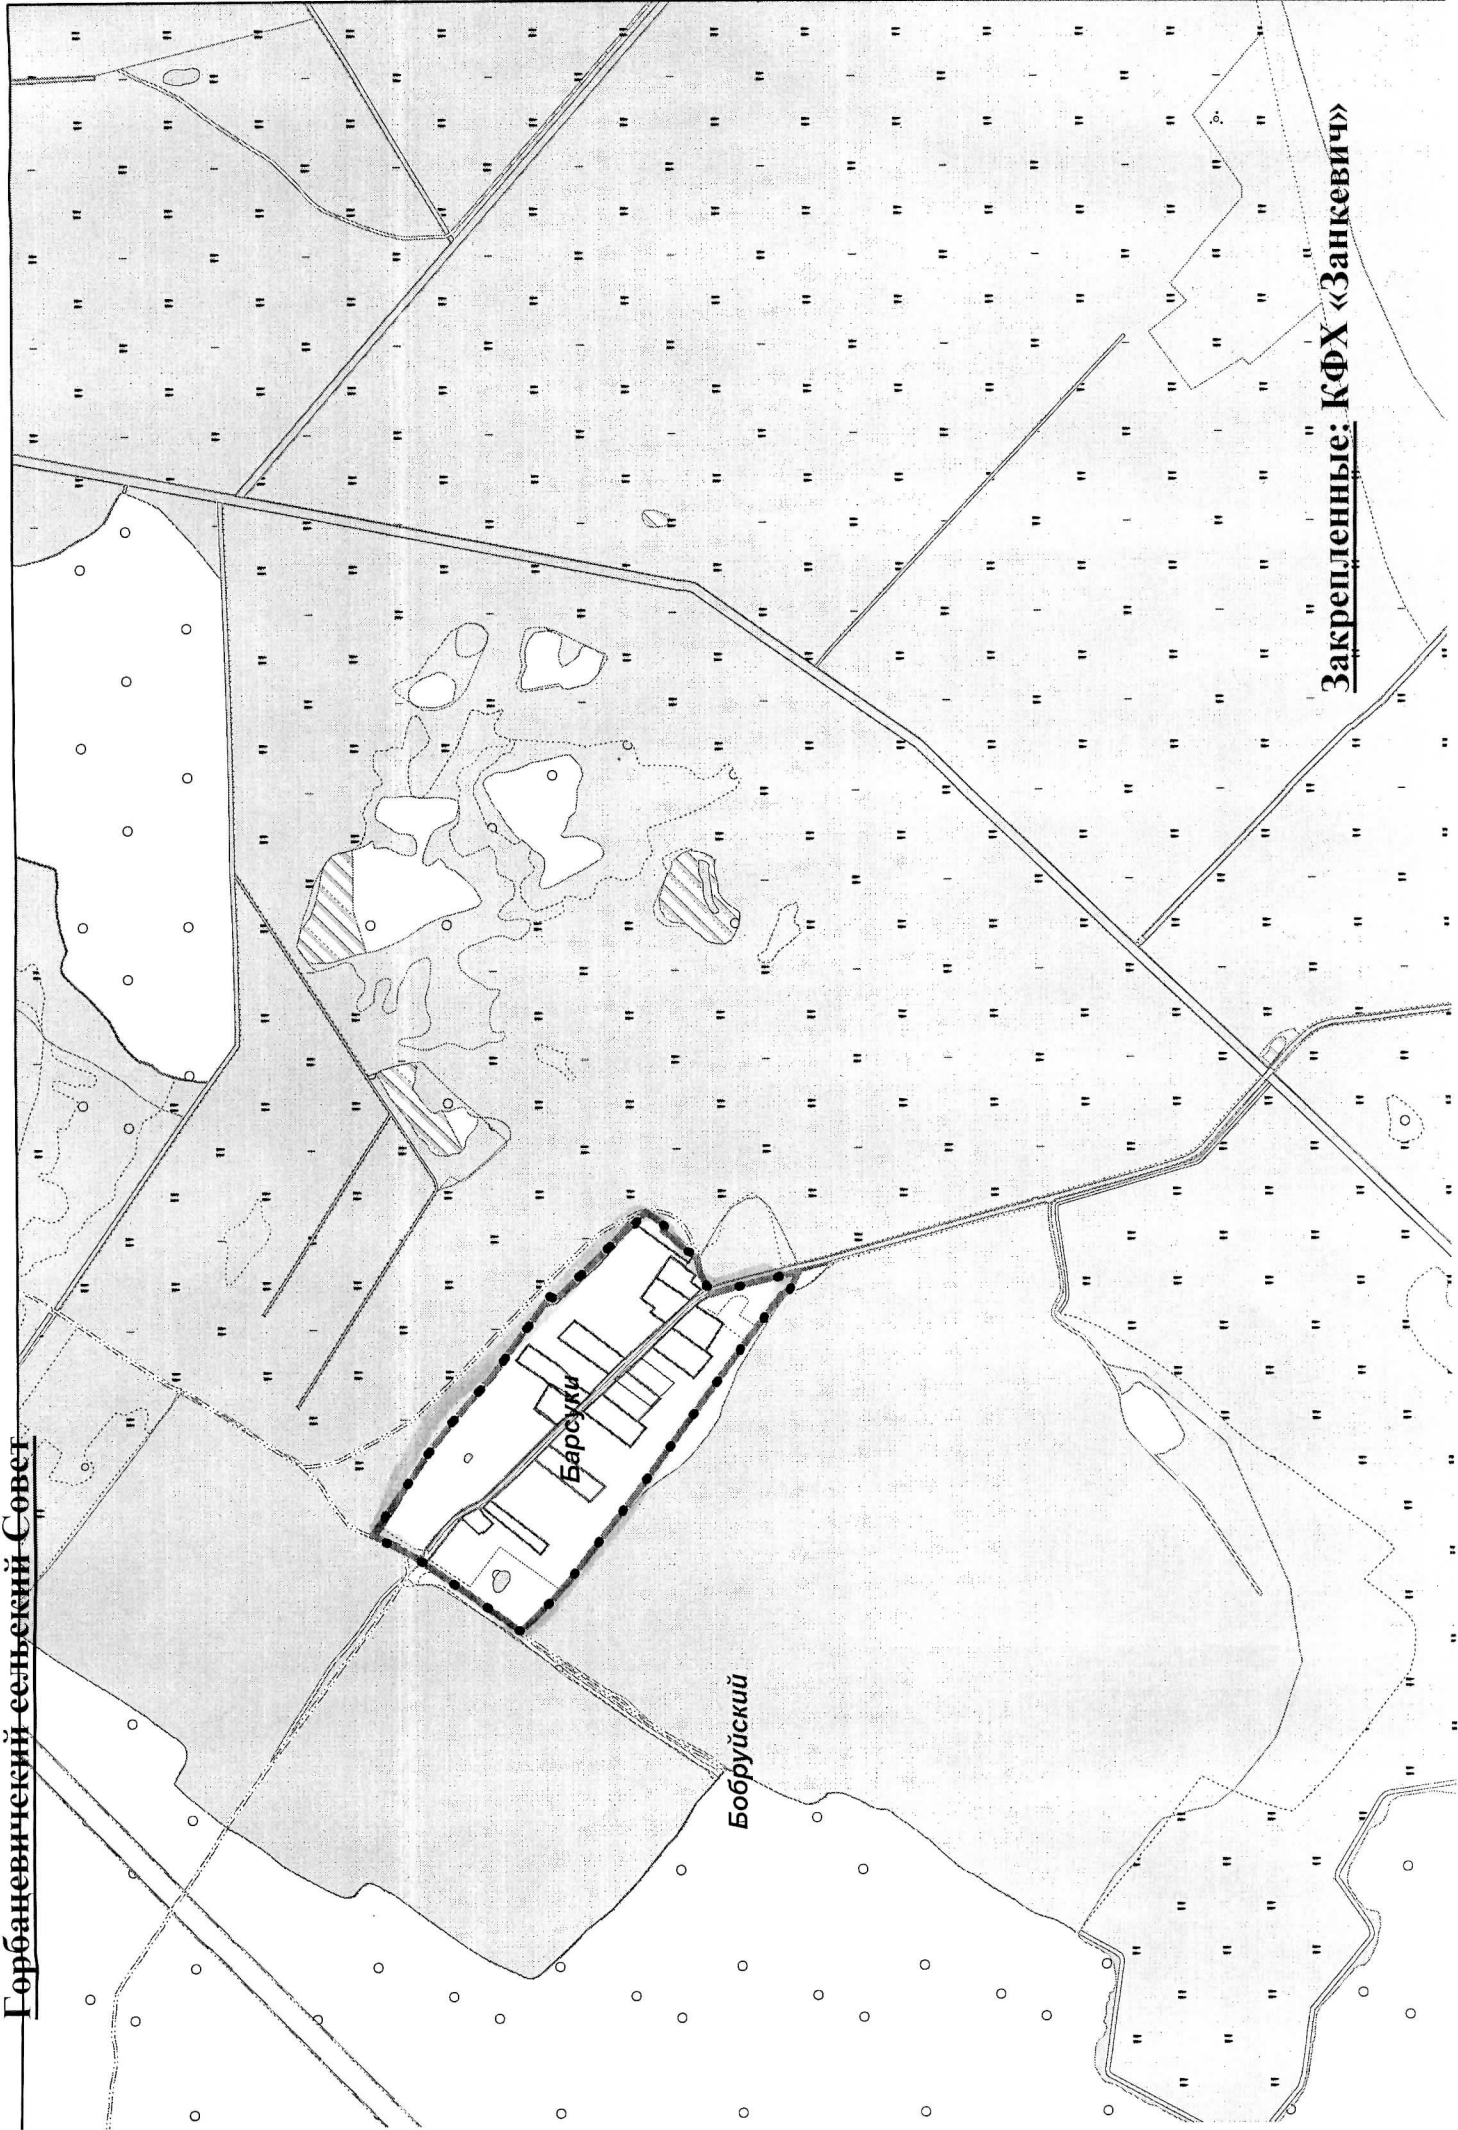 Горбацевичский сельский Совет
Барсуки
Бобруйский
Закрепленные: КФХ «Занкевич»